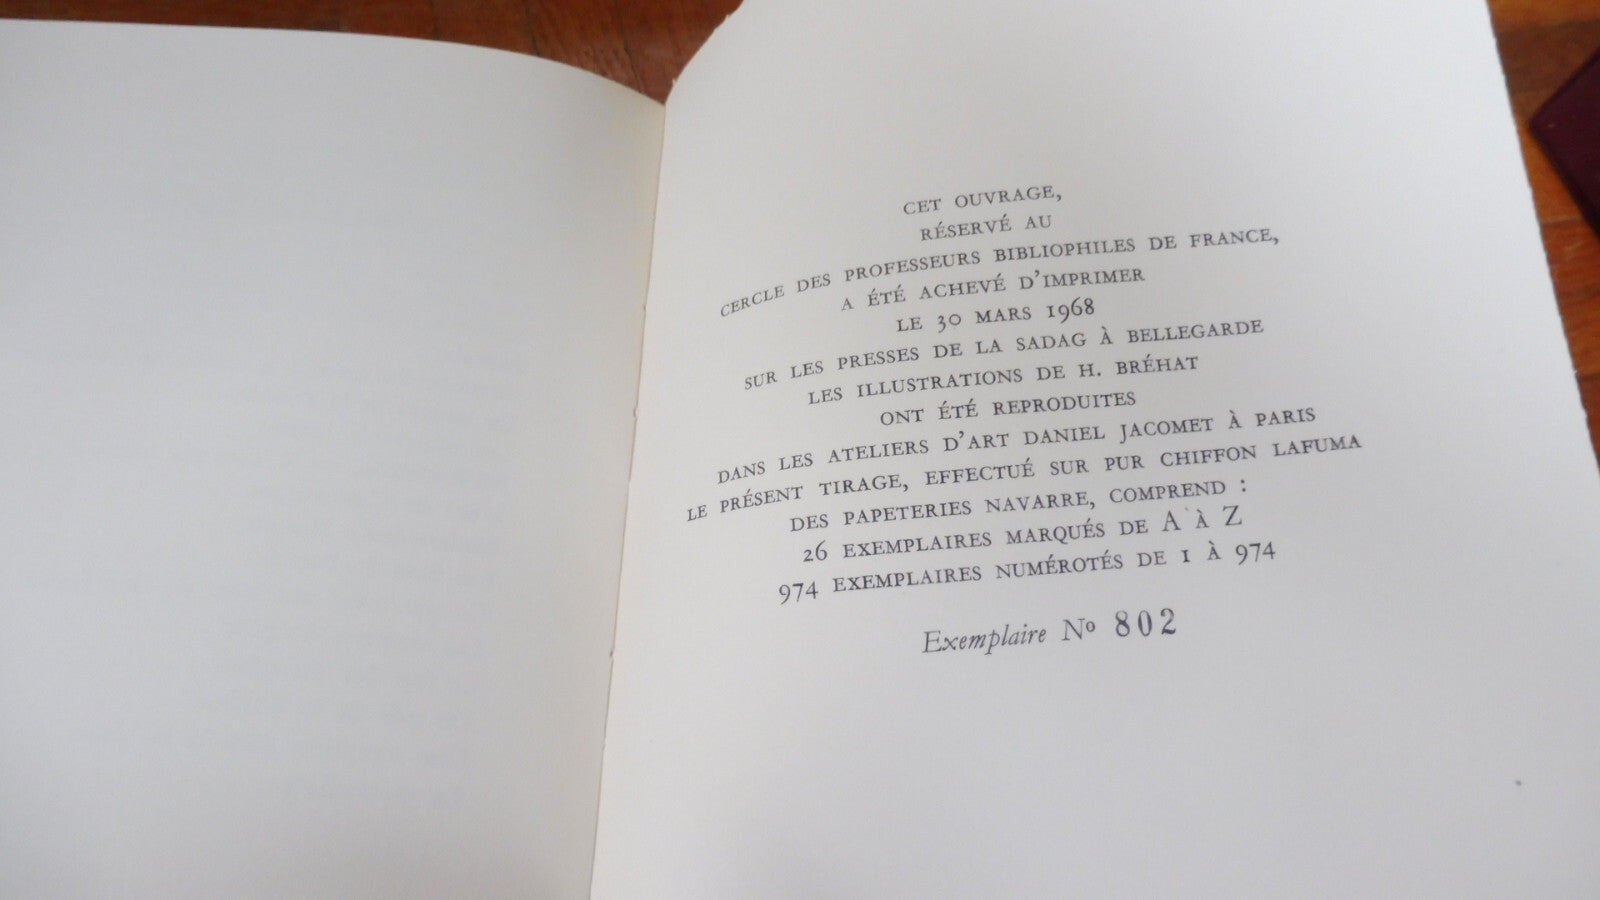 CET OUVRAGE,
RÉSERVÉ AU
CERCLE DES PROFESSEURS BIBLIOPHILES DE FRANCE,
A ÉTÉ ACHEVÉ D'IMPRIMER
LE 30 MARS 1968
SUR LES PRESSES DE LA SADAG À BELLEGARDE
LES ILLUSTRATIONS DE H. BRÉHAT
ONT ÉTÉ REPRODUITES
DANS LES ATELIERS D'ART DANIEL JACOMET À PARIS
LE PRÉSENT TIRAGE, EFFECTUÉ SUR PUR CHIFFON LAFUMA
DES PAPETERIES NAVARRE, COMPREND :
26 EXEMPLAIRES MARQUÉS DE A À Z
974 EXEMPLAIRES NUMÉROTÉS DE 1 À 974
Exemplaire Nº 802